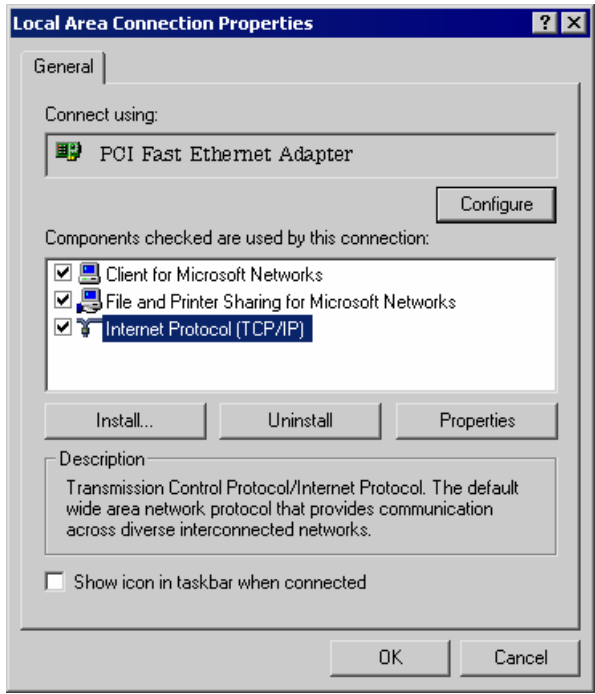 Local Area Connection Properties
General
Connect using:
PCI Fast Ethernet Adapter
Configure
Components checked are used by this connection:
Client for Microsoft Networks
File and Printer Sharing for Microsoft Networks
Internet Protocol (TCP/IP)
Install...
Uninstall
Properties
Description
Transmission Control Protocol/Internet Protocol. The default
wide area network protocol that provides communication
across diverse interconnected networks.
Show icon in taskbar when connected
OK
Cancel